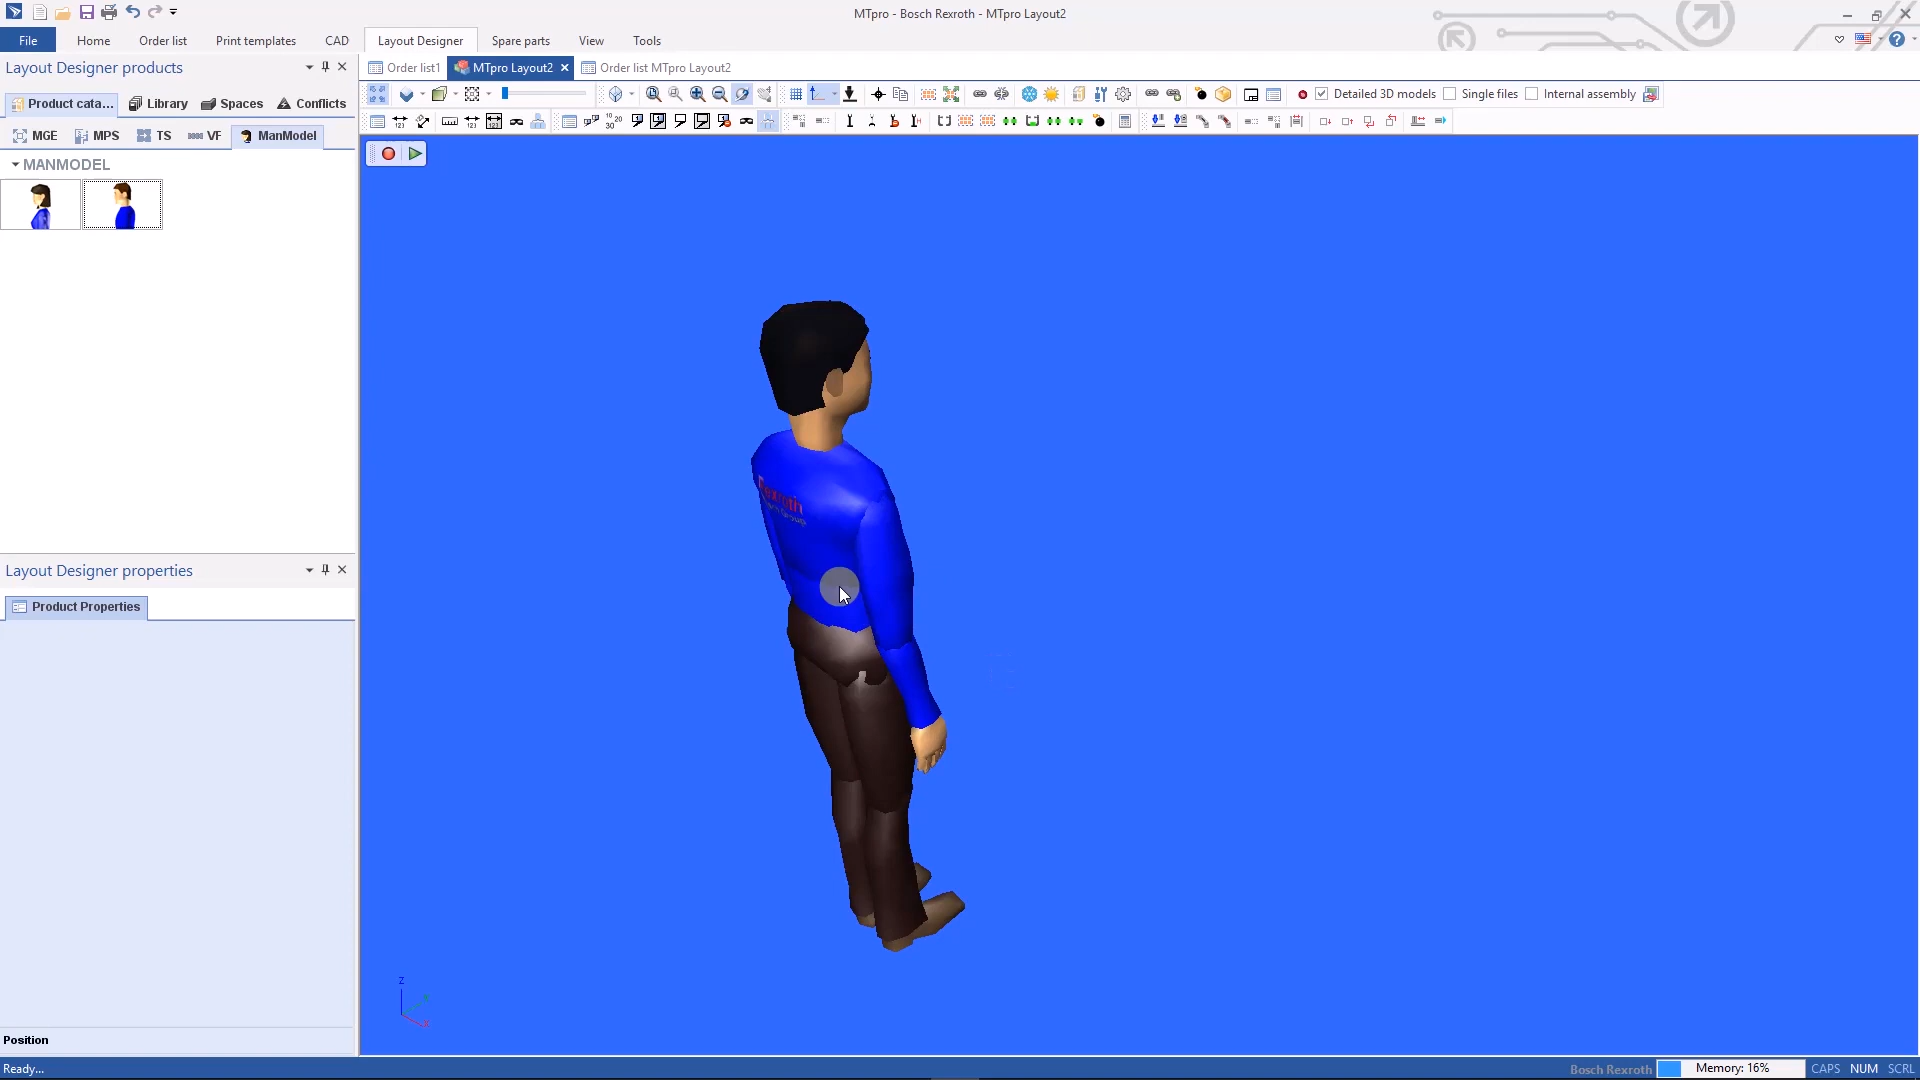 MTpro - Bosch Rexroth - MTpro Layout2
File Home Order list Print templates CAD Layout Designer Spare parts View Tools
Layout Designer products
Order list1 MTpro Layout2 Order list MTpro Layout2
Product cata... Library Spaces Conflicts
Detailed 3D models Single files Internal assembly
MGE MPS TS VF ManModel
MANMODEL
Layout Designer properties
Product Properties
Position
Z
X
Ready...
Bosch Rexroth Memory: 16% CAPS NUM SCRL